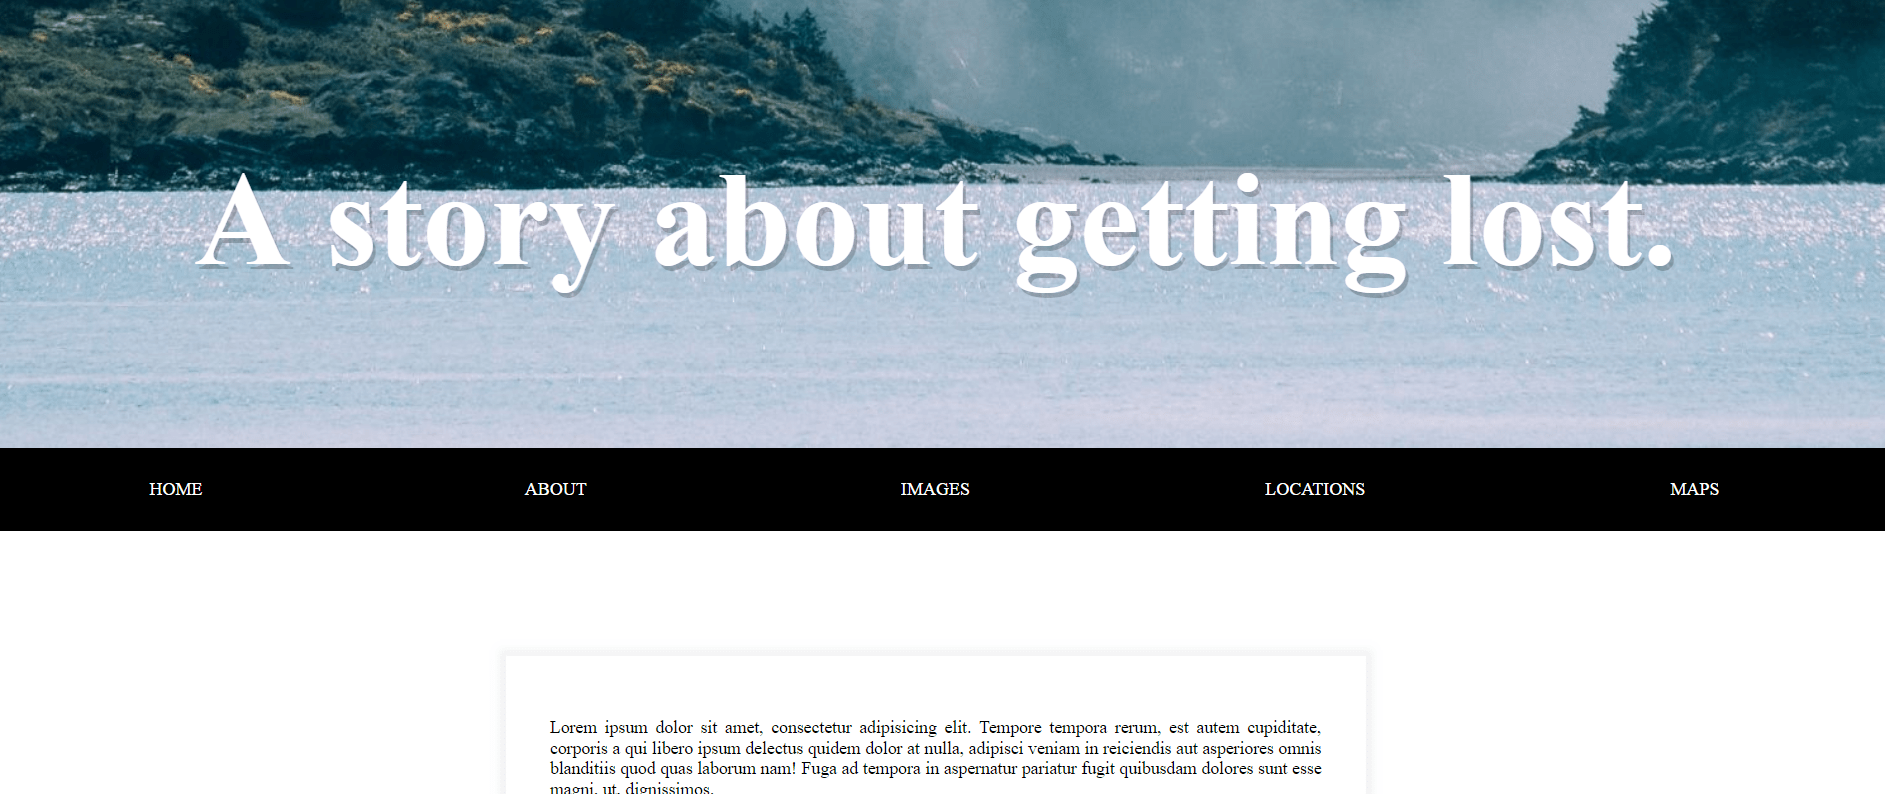 A story about getting lost.
HOME ABOUT IMAGES LOCATIONS MAPS
Lorem ipsum dolor sit amet, consectetur adipisicing elit. Tempore tempora rerum, est autem cupiditate,
corporis a qui libero ipsum delectus quidem dolor at nulla, adipisci veniam in reiciendis aut asperiores omnis
blanditiis quod quas laborum nam! Fuga ad tempora in aspernatur pariatur fugit quibusdam dolores sunt esse
magni, ut, dignissimos.